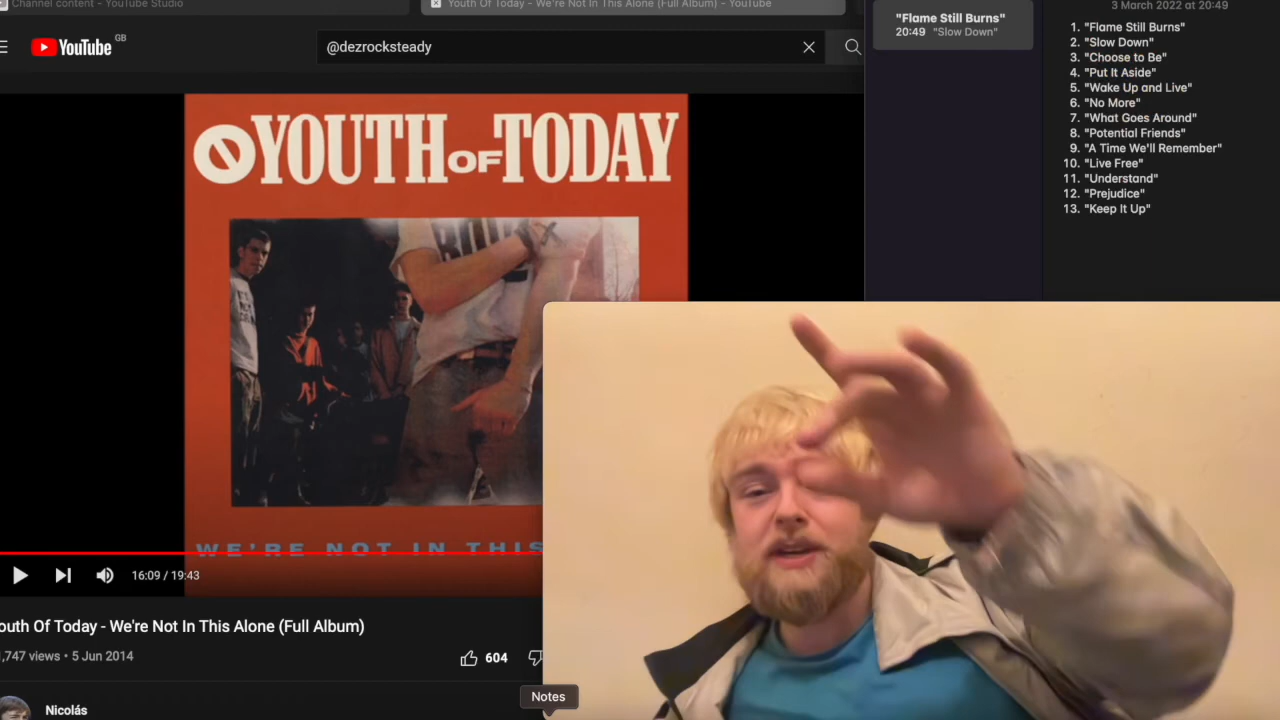 Channel content - YouTube Studio
Youth Of Today - We're Not In This Alone (Full Album) - YouTube
YouTube GB
@dezrocksteady
"Flame Still Burns"
20:49 "Slow Down"
3 March 2022 at 20:49
1. "Flame Still Burns"
2. "Slow Down"
3. "Choose to Be"
4. "Put It Aside"
5. "Wake Up and Live"
6. "No More"
7. "What Goes Around"
8. "Potential Friends"
9. "A Time We'll Remember"
10. "Live Free"
11. "Understand"
12. "Prejudice"
13. "Keep It Up"
YOUTH OF TODAY
WE'RE NOT IN THIS
16:09 / 19:43
outh Of Today - We're Not In This Alone (Full Album)
,747 views • 5 Jun 2014
604
Notes
Nicolás